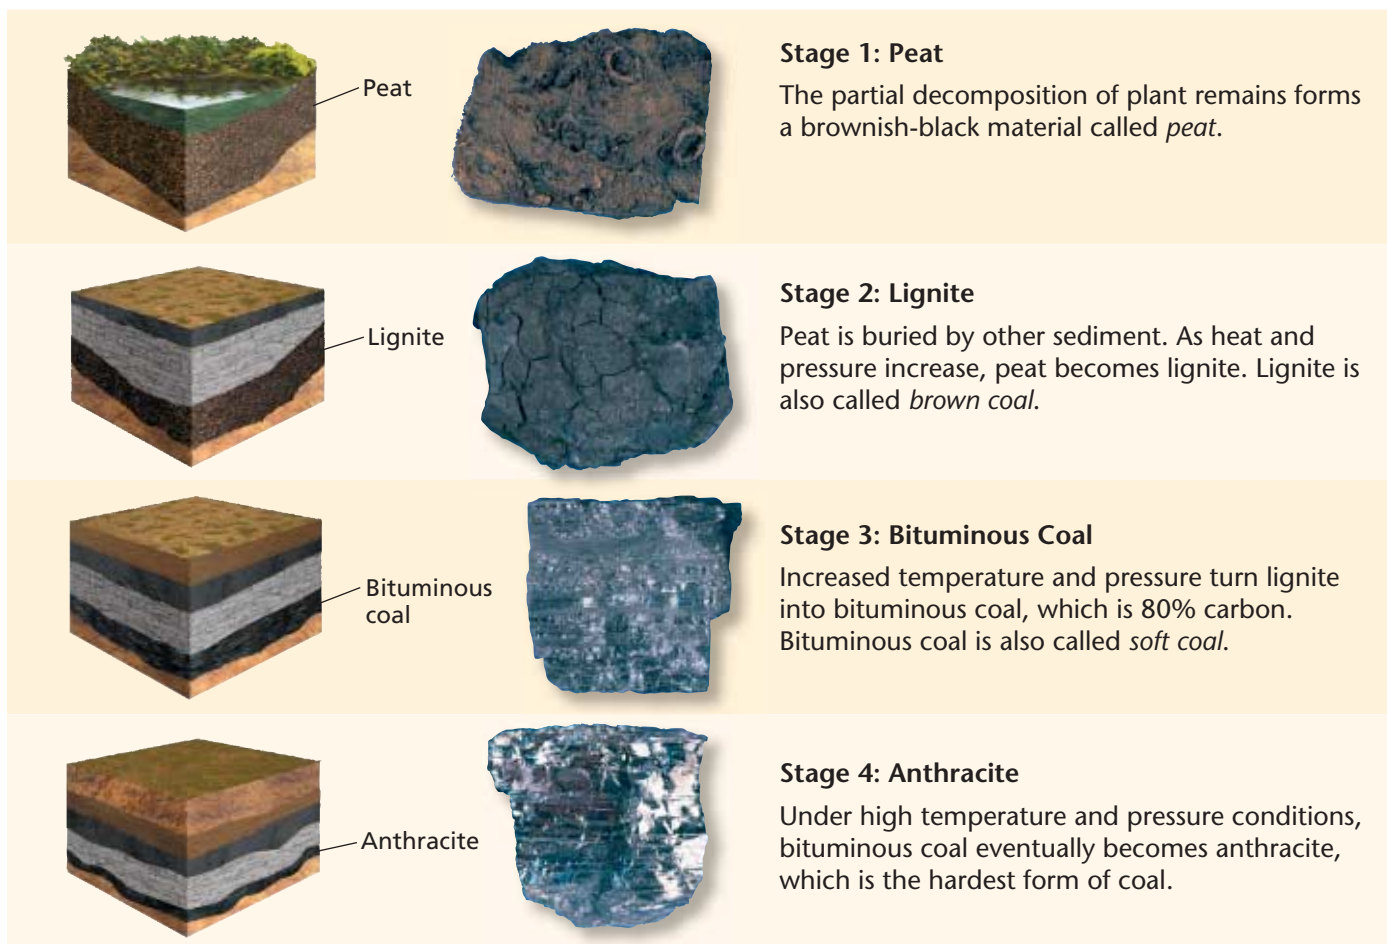 Peat
Stage 1: Peat
The partial decomposition of plant remains forms
a brownish-black material called peat.
Lignite
Stage 2: Lignite
Peat is buried by other sediment. As heat and
pressure increase, peat becomes lignite. Lignite is
also called brown coal.
Bituminous
coal
Stage 3: Bituminous Coal
Increased temperature and pressure turn lignite
into bituminous coal, which is 80% carbon.
Bituminous coal is also called soft coal.
Anthracite
Stage 4: Anthracite
Under high temperature and pressure conditions,
bituminous coal eventually becomes anthracite,
which is the hardest form of coal.